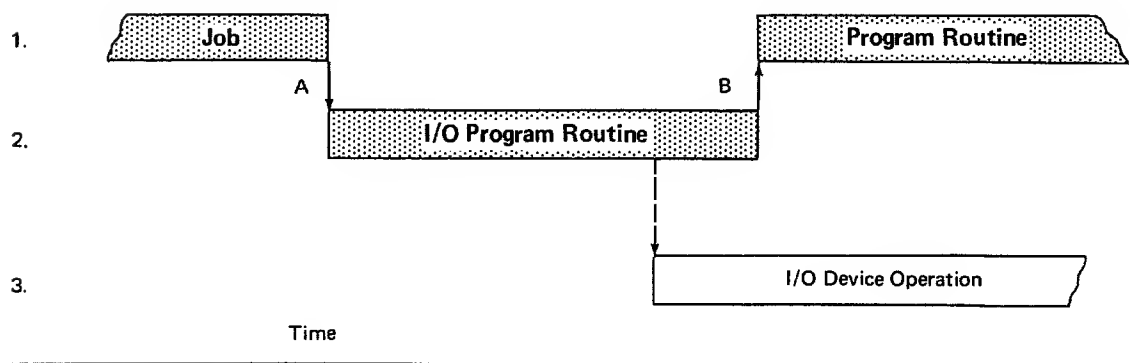 1. Job Program Routine
A B
2. I/O Program Routine
3. I/O Device Operation
Time